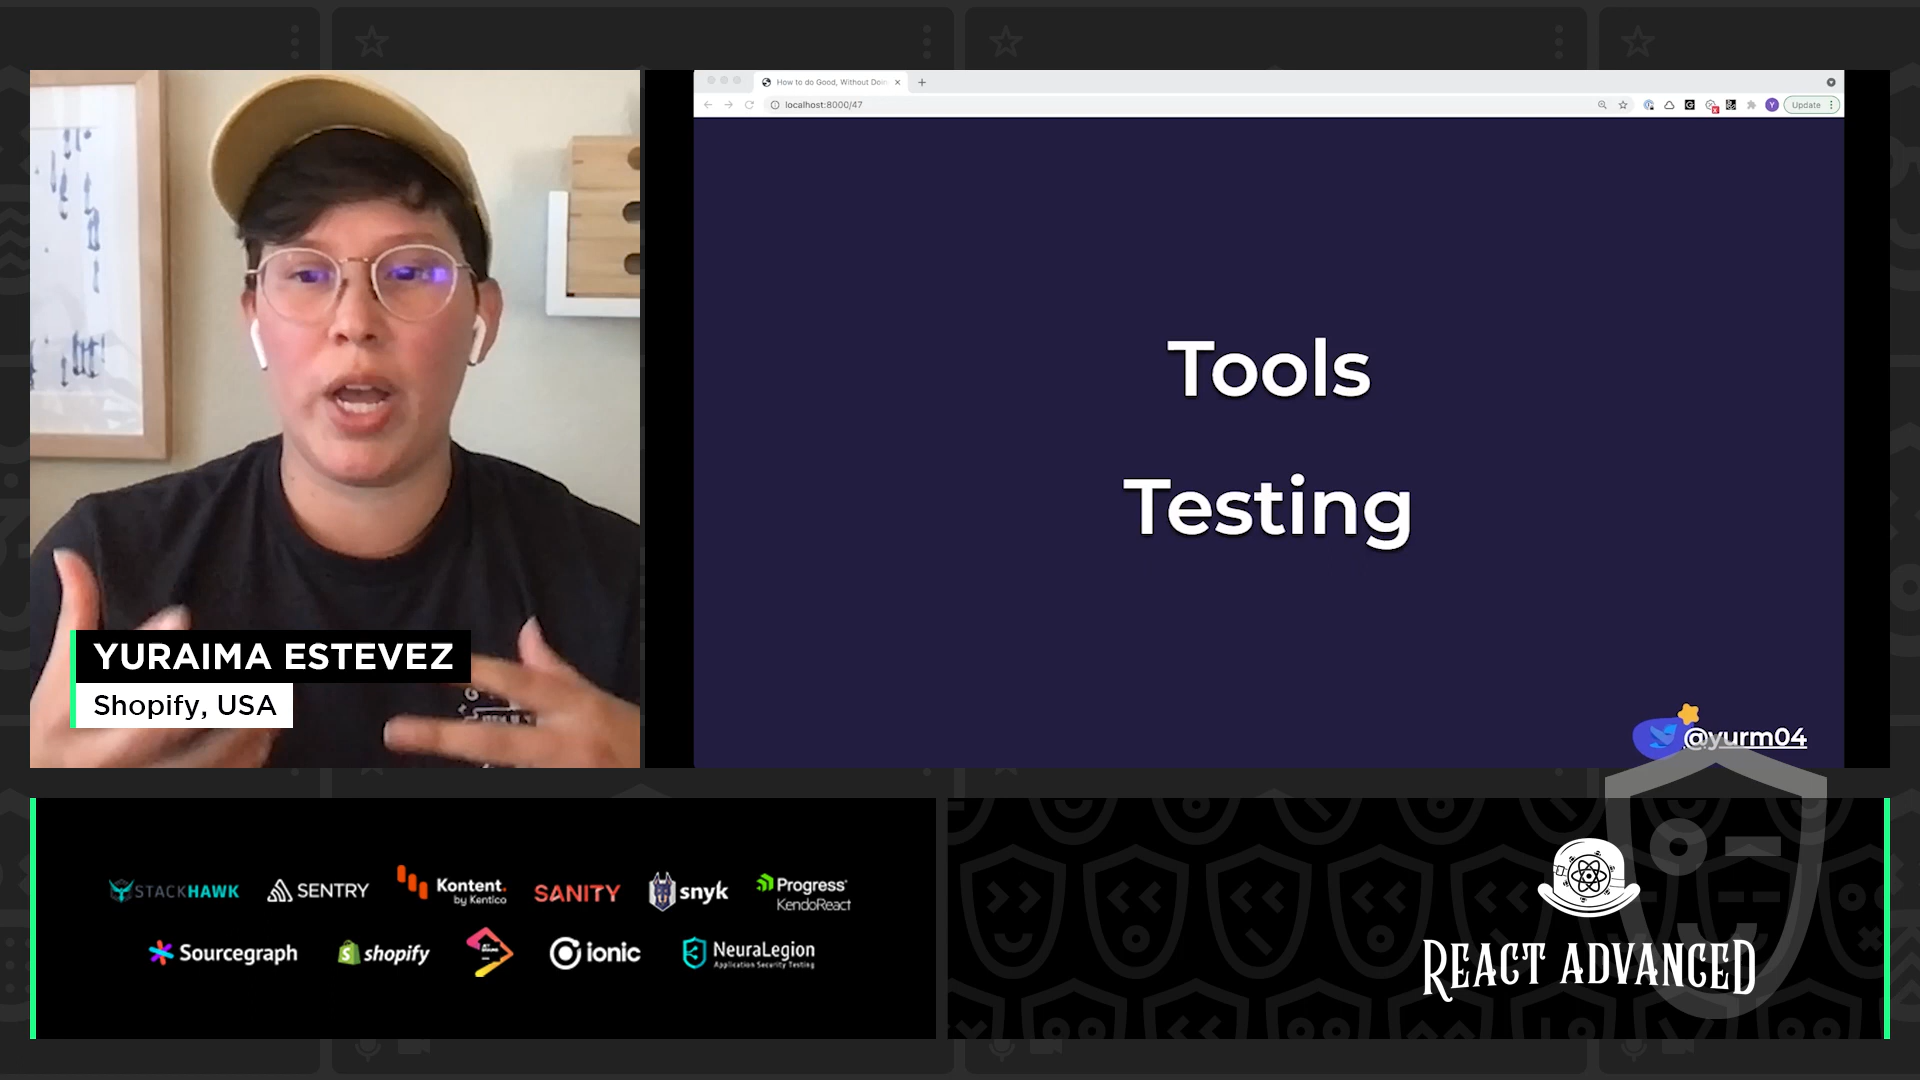 How to do Good, Without Doin
localhost:8000/47
Update
Tools
Testing
@yurm04
YURAIMA ESTEVEZ
Shopify, USA
STACKHAWK
SENTRY
Kontent.
by Kentico
SANITY
snyk
Progress
KendoReact
Sourcegraph
shopify
ionic
NeuraLegion
Application Security Testing
REACT ADVANCED